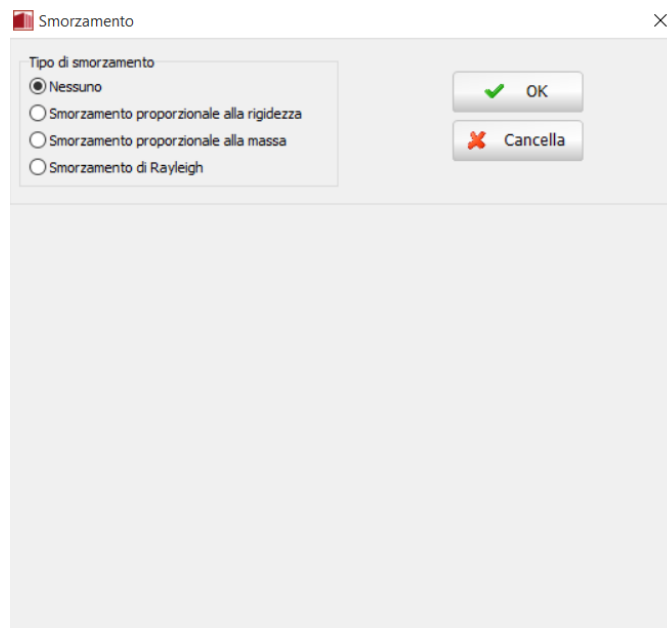 Smorzamento
Tipo di smorzamento
Nessuno
Smorzamento proporzionale alla rigidezza
Smorzamento proporzionale alla massa
Smorzamento di Rayleigh
OK
Cancella